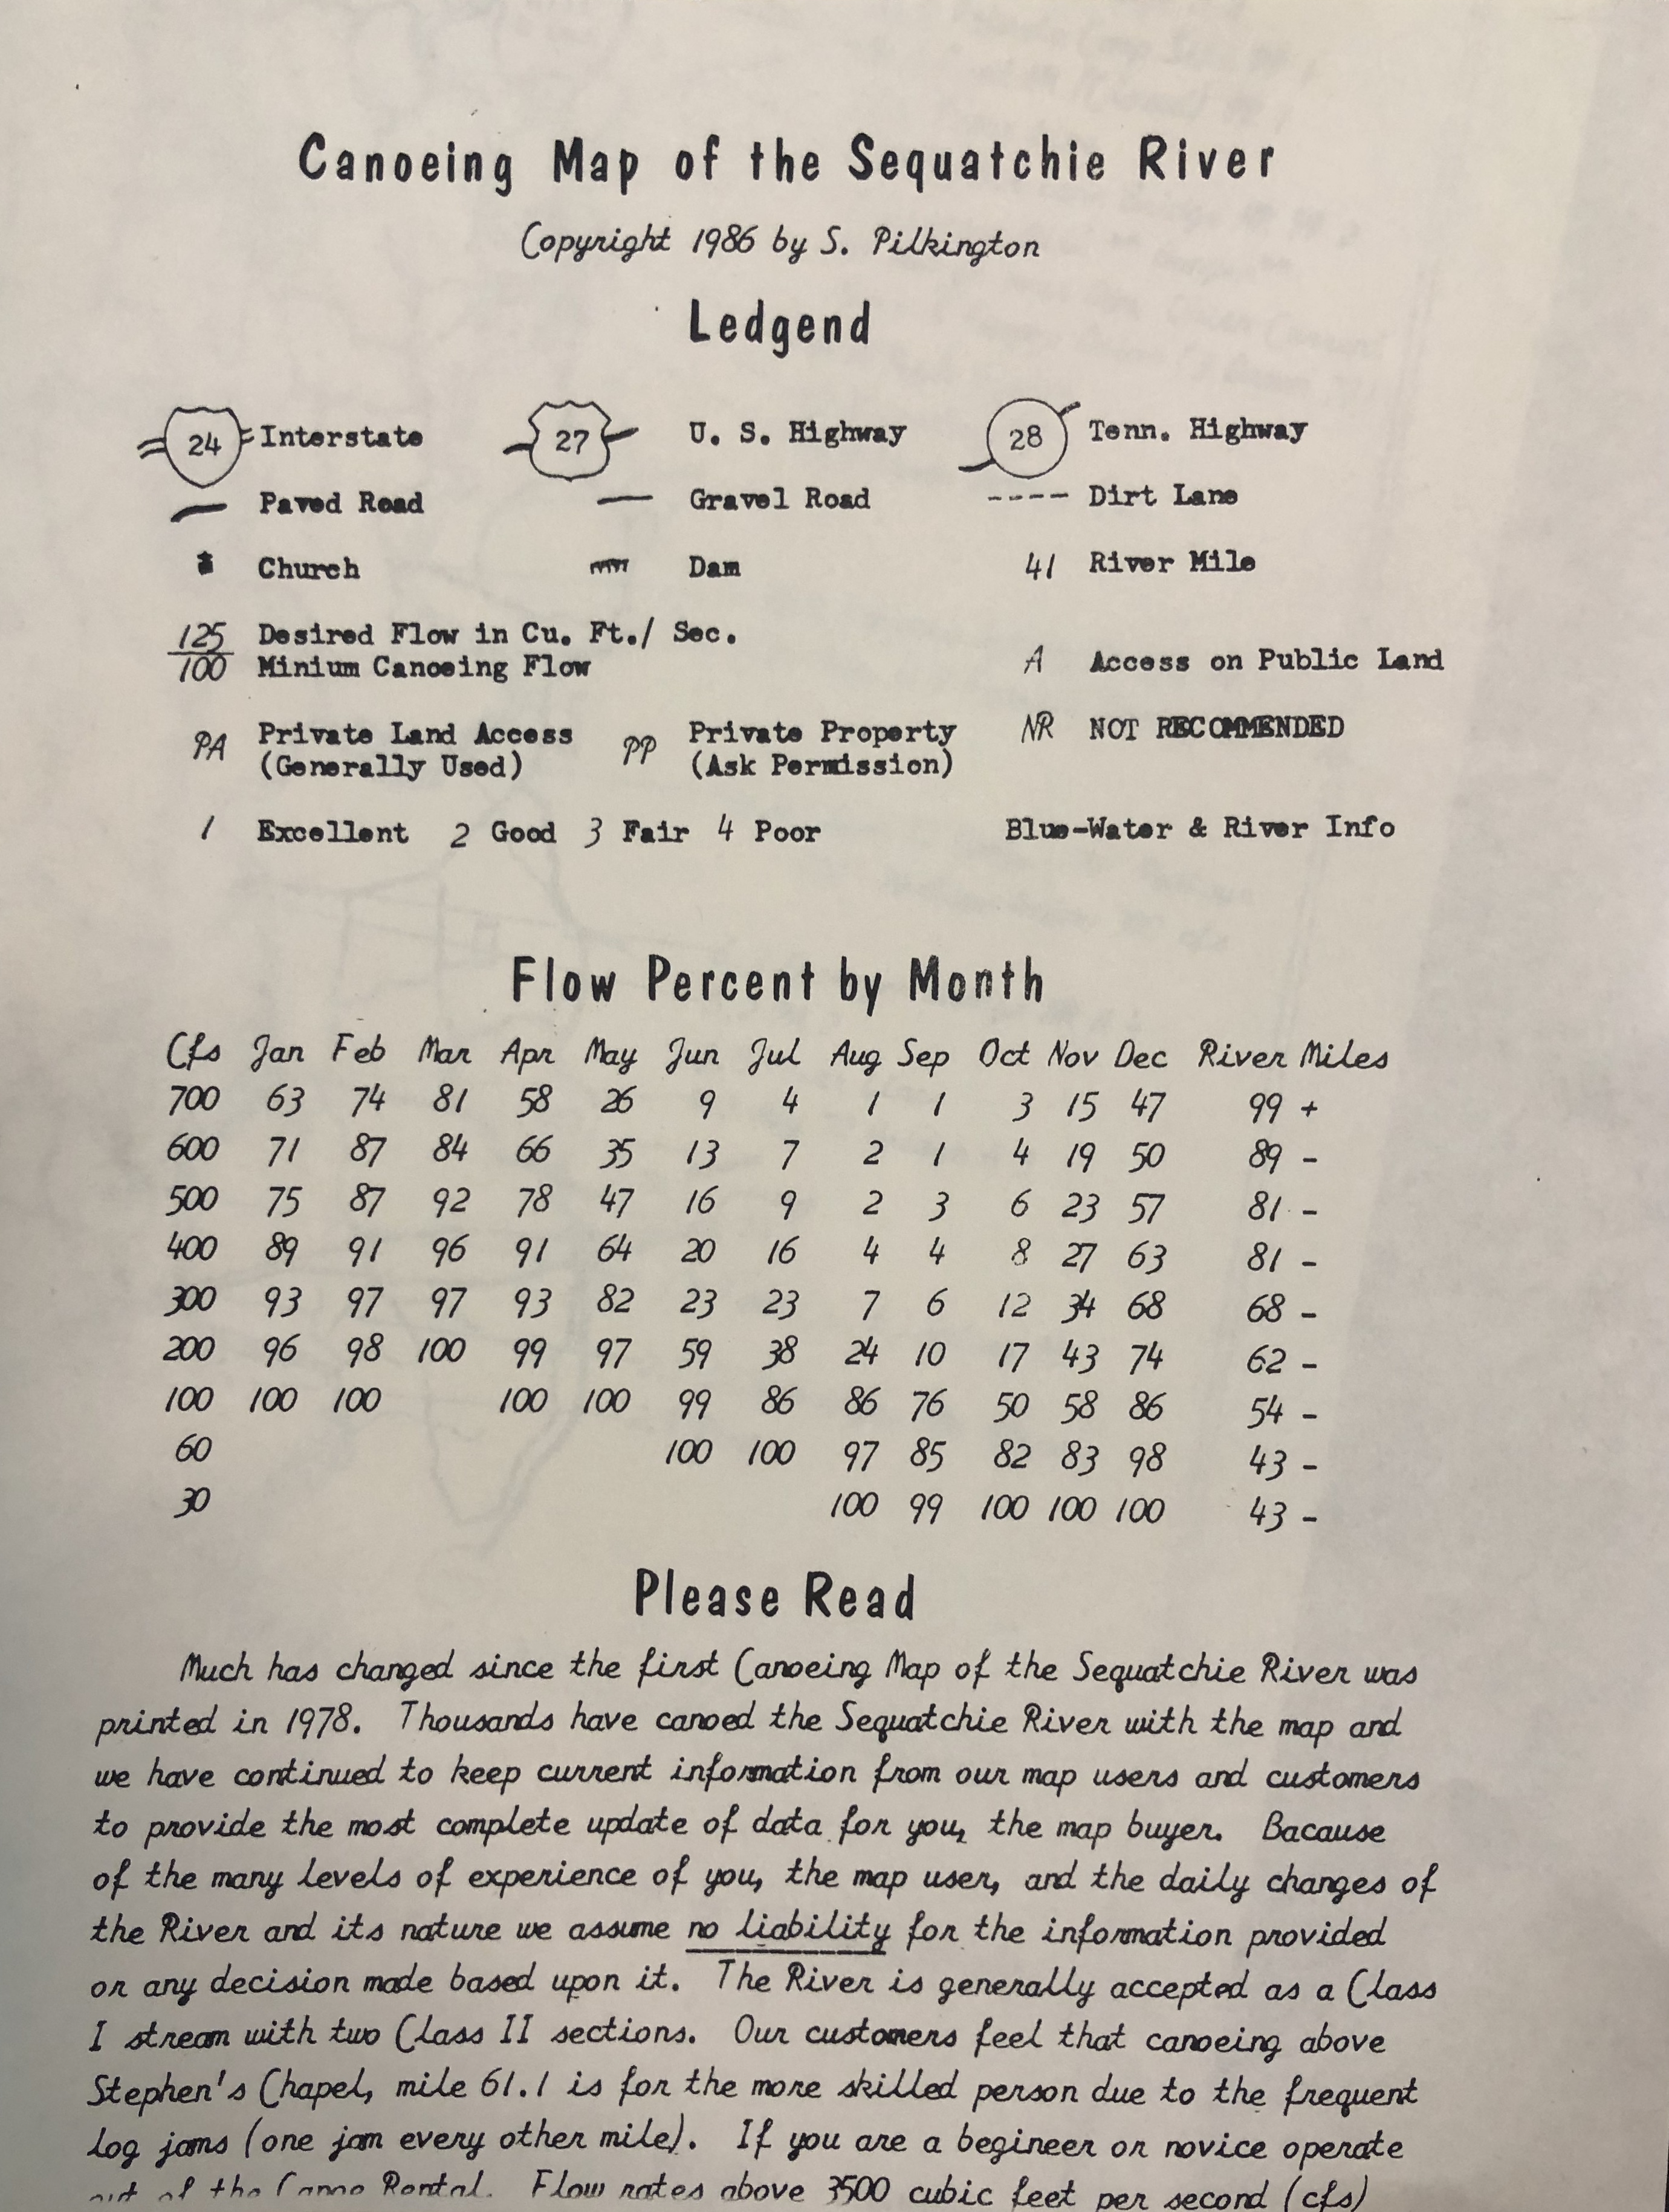 Canoeing Map of the Sequatchie River
Copyright 1986 by S. Pilkington
Ledgend
24 Interstate 27 U. S. Highway 28 Tenn. Highway
Paved Road Gravel Road Dirt Lane
Church Dam 41 River Mile
125 Desired Flow in Cu. Ft./ Sec.
100 Minium Canoeing Flow A Access on Public Land
PA Private Land Access PP Private Property NR NOT RECOMMENDED
(Generally Used) (Ask Permission)
1 Excellent 2 Good 3 Fair 4 Poor Blue-Water & River Info
Flow Percent by Month
Cfs Jan Feb Mar Apr May Jun Jul Aug Sep Oct Nov Dec River Miles
700 63 74 81 58 26 9 4 1 1 3 15 47 99 +
600 71 87 84 66 35 13 7 2 1 4 19 50 89 -
500 75 87 92 78 47 16 9 2 3 6 23 57 81 -
400 89 91 96 91 64 20 16 4 4 8 27 63 81 -
300 93 97 97 93 82 23 23 7 6 12 34 68 68 -
200 96 98 100 99 97 59 38 24 10 17 43 74 62 -
100 100 100 100 100 99 86 86 76 50 58 86 54 -
60 100 100 97 85 82 83 98 43 -
30 100 99 100 100 100 43 -
Please Read
Much has changed since the first Canoeing Map of the Sequatchie River was
printed in 1978. Thousands have canoed the Sequatchie River with the map and
we have continued to keep current information from our map users and customers
to provide the most complete update of data for you, the map buyer. Bacause
of the many levels of experience of you, the map user, and the daily changes of
the River and its nature we assume no liability for the information provided
or any decision made based upon it. The River is generally accepted as a Class
I stream with two Class II sections. Our customers feel that canoeing above
Stephen's Chapel, mile 61.1 is for the more skilled person due to the frequent
log jams (one jam every other mile). If you are a begineer or novice operate
out of the Canoe Rental. Flow rates above 3500 cubic feet per second (cfs)